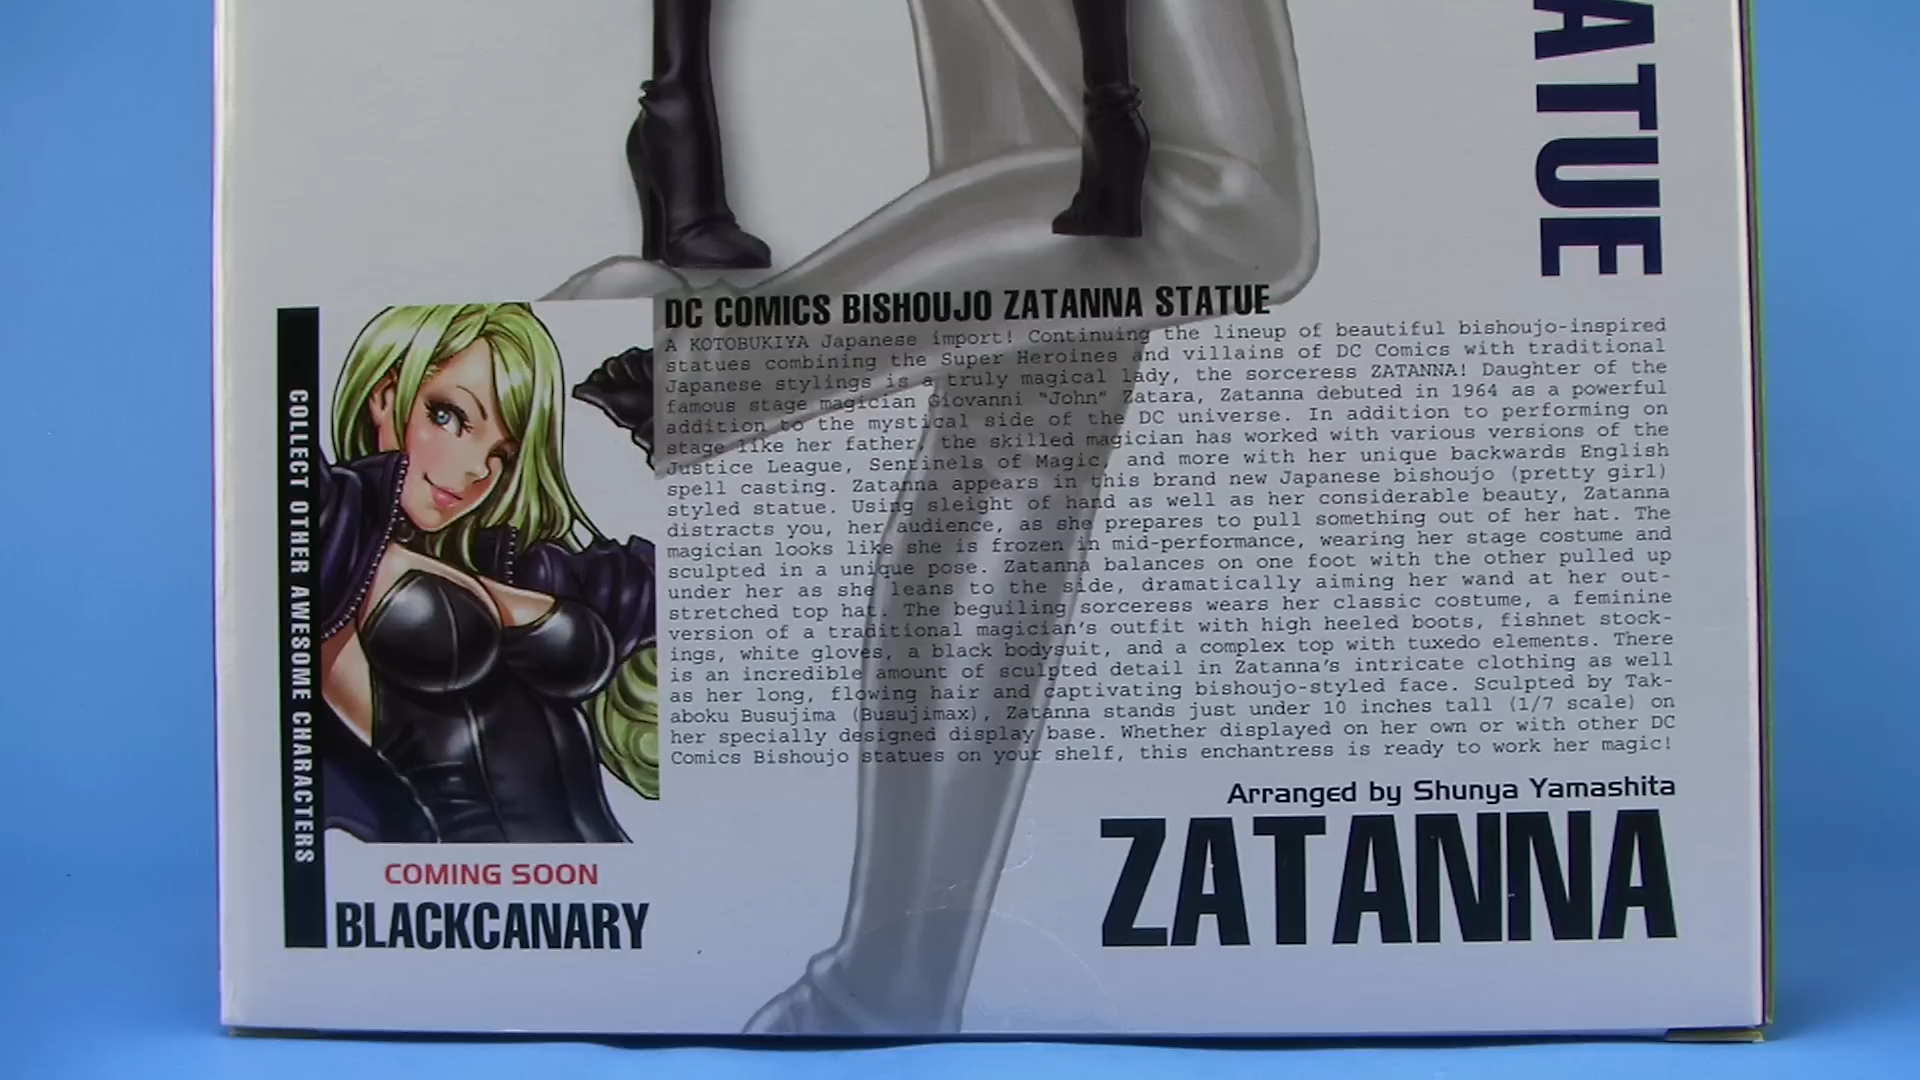 ATUE
DC COMICS BISHOUJO ZATANNA STATUE
A KOTOBUKIYA Japanese import! Continuing the lineup of beautiful bishoujo-inspired
statues combining the Super Heroines and villains of DC Comics with traditional
Japanese stylings is a truly magical lady, the sorceress ZATANNA! Daughter of the
famous stage magician Giovanni "John" Zatara, Zatanna debuted in 1964 as a powerful
addition to the mystical side of the DC universe. In addition to performing on
stage like her father, the skilled magician has worked with various versions of the
Justice League, Sentinels of Magic, and more with her unique backwards English
spell casting. Zatanna appears in this brand new Japanese bishoujo (pretty girl)
styled statue. Using sleight of hand as well as her considerable beauty, Zatanna
distracts you, her audience, as she prepares to pull something out of her hat. The
magician looks like she is frozen in mid-performance, wearing her stage costume and
sculpted in a unique pose. Zatanna balances on one foot with the other pulled up
under her as she leans to the side, dramatically aiming her wand at her out-
stretched top hat. The beguiling sorceress wears her classic costume, a feminine
version of a traditional magician's outfit with high heeled boots, fishnet stock-
ings, white gloves, a black bodysuit, and a complex top with tuxedo elements. There
is an incredible amount of sculpted detail in Zatanna's intricate clothing as well
as her long, flowing hair and captivating bishoujo-styled face. Sculpted by Tak-
aboku Busujima (Busujimax), Zatanna stands just under 10 inches tall (1/7 scale) on
her specially designed display base. Whether displayed on her own or with other DC
Comics Bishoujo statues on your shelf, this enchantress is ready to work her magic!
Arranged by Shunya Yamashita
ZATANNA
COLLECT OTHER AWESOME CHARACTERS
COMING SOON
BLACKCANARY